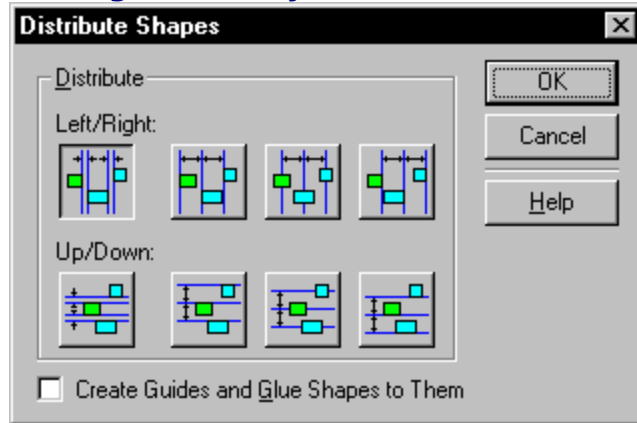 Distribute Shapes
Distribute
OK
Left/Right:
Cancel
Help
Up/Down:
Create Guides and Glue Shapes to Them